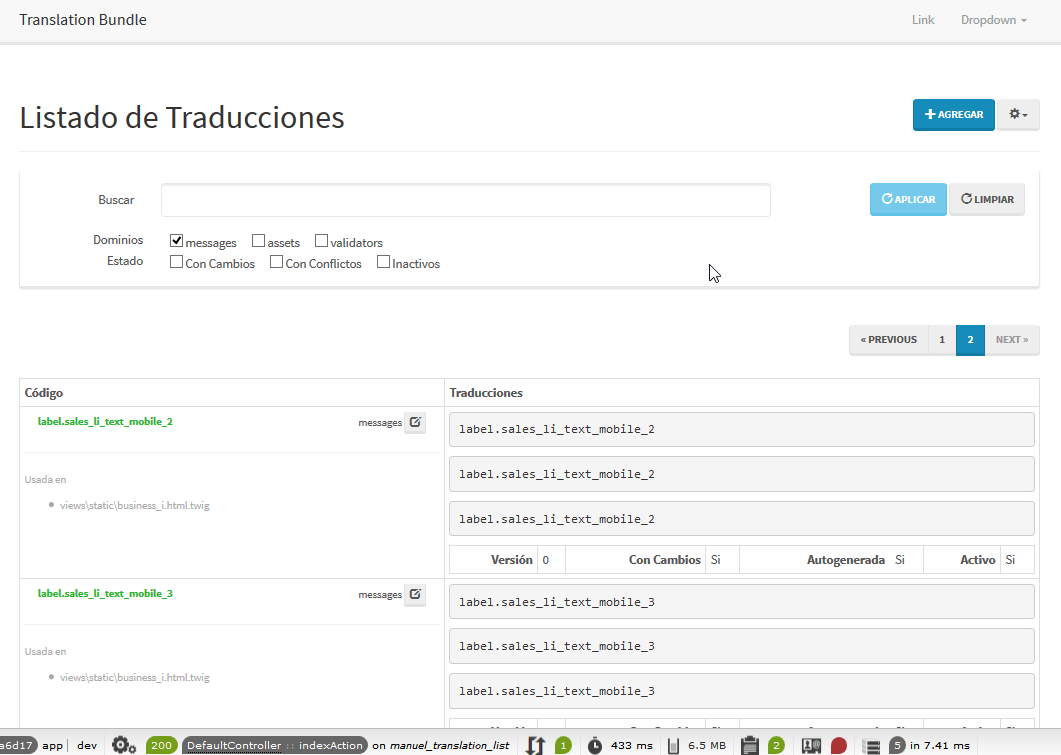 Translation Bundle Link Dropdown
Listado de Traducciones
AGREGAR
Buscar
APLICAR LIMPIAR
Dominios messages assets validators
Estado Con Cambios Con Conflictos Inactivos
« PREVIOUS 1 2 NEXT »
Código Traducciones
label.sales_li_text_mobile_2 messages
label.sales_li_text_mobile_2
label.sales_li_text_mobile_2
Usada en
views\static\business_i.html.twig
label.sales_li_text_mobile_2
Versión 0 Con Cambios Si Autogenerada Si Activo Si
label.sales_li_text_mobile_3 messages
label.sales_li_text_mobile_3
label.sales_li_text_mobile_3
Usada en
views\static\business_i.html.twig
label.sales_li_text_mobile_3
a6d17 app dev 200 DefaultController :: indexAction on manuel_translation_list 1 433 ms 6.5 MB 2 5 in 7.41 ms